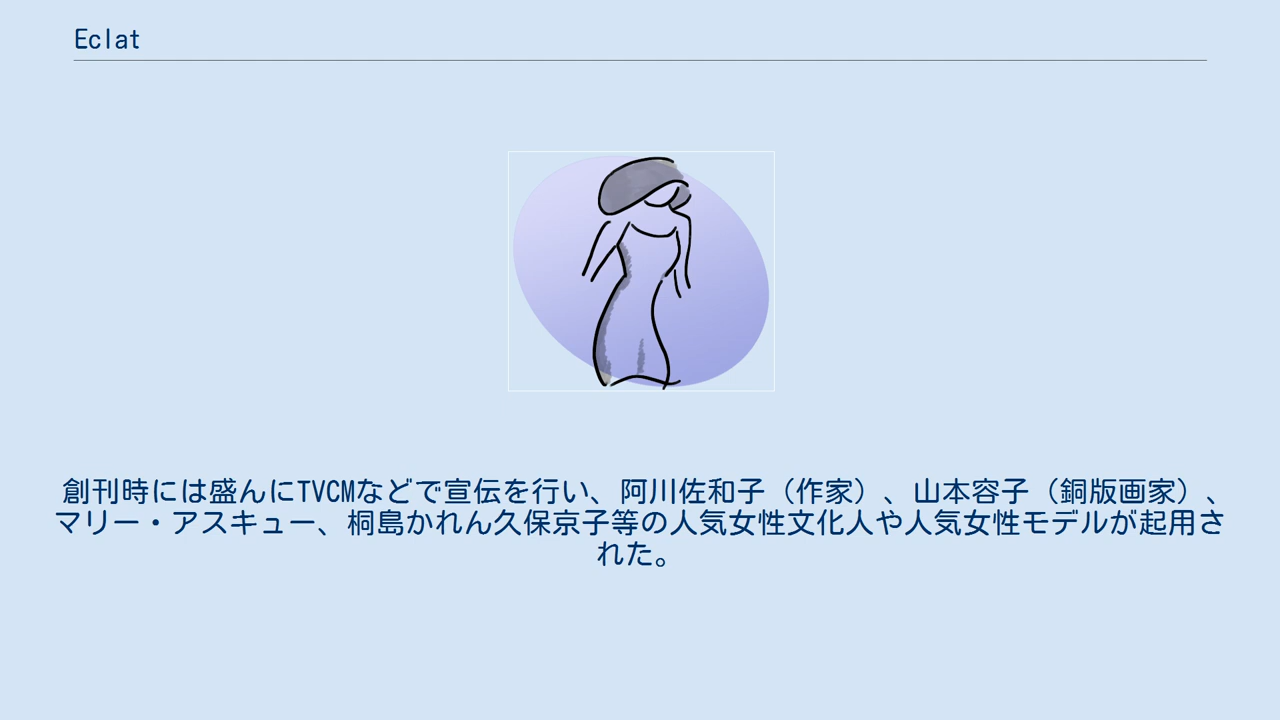 Eclat
創刊時には盛んにTVCMなどで宣伝を行い、阿川佐和子（作家）、山本容子（銅版画家）、
マリー・アスキュー、桐島かれん久保京子等の人気女性文化人や人気女性モデルが起用さ
れた。